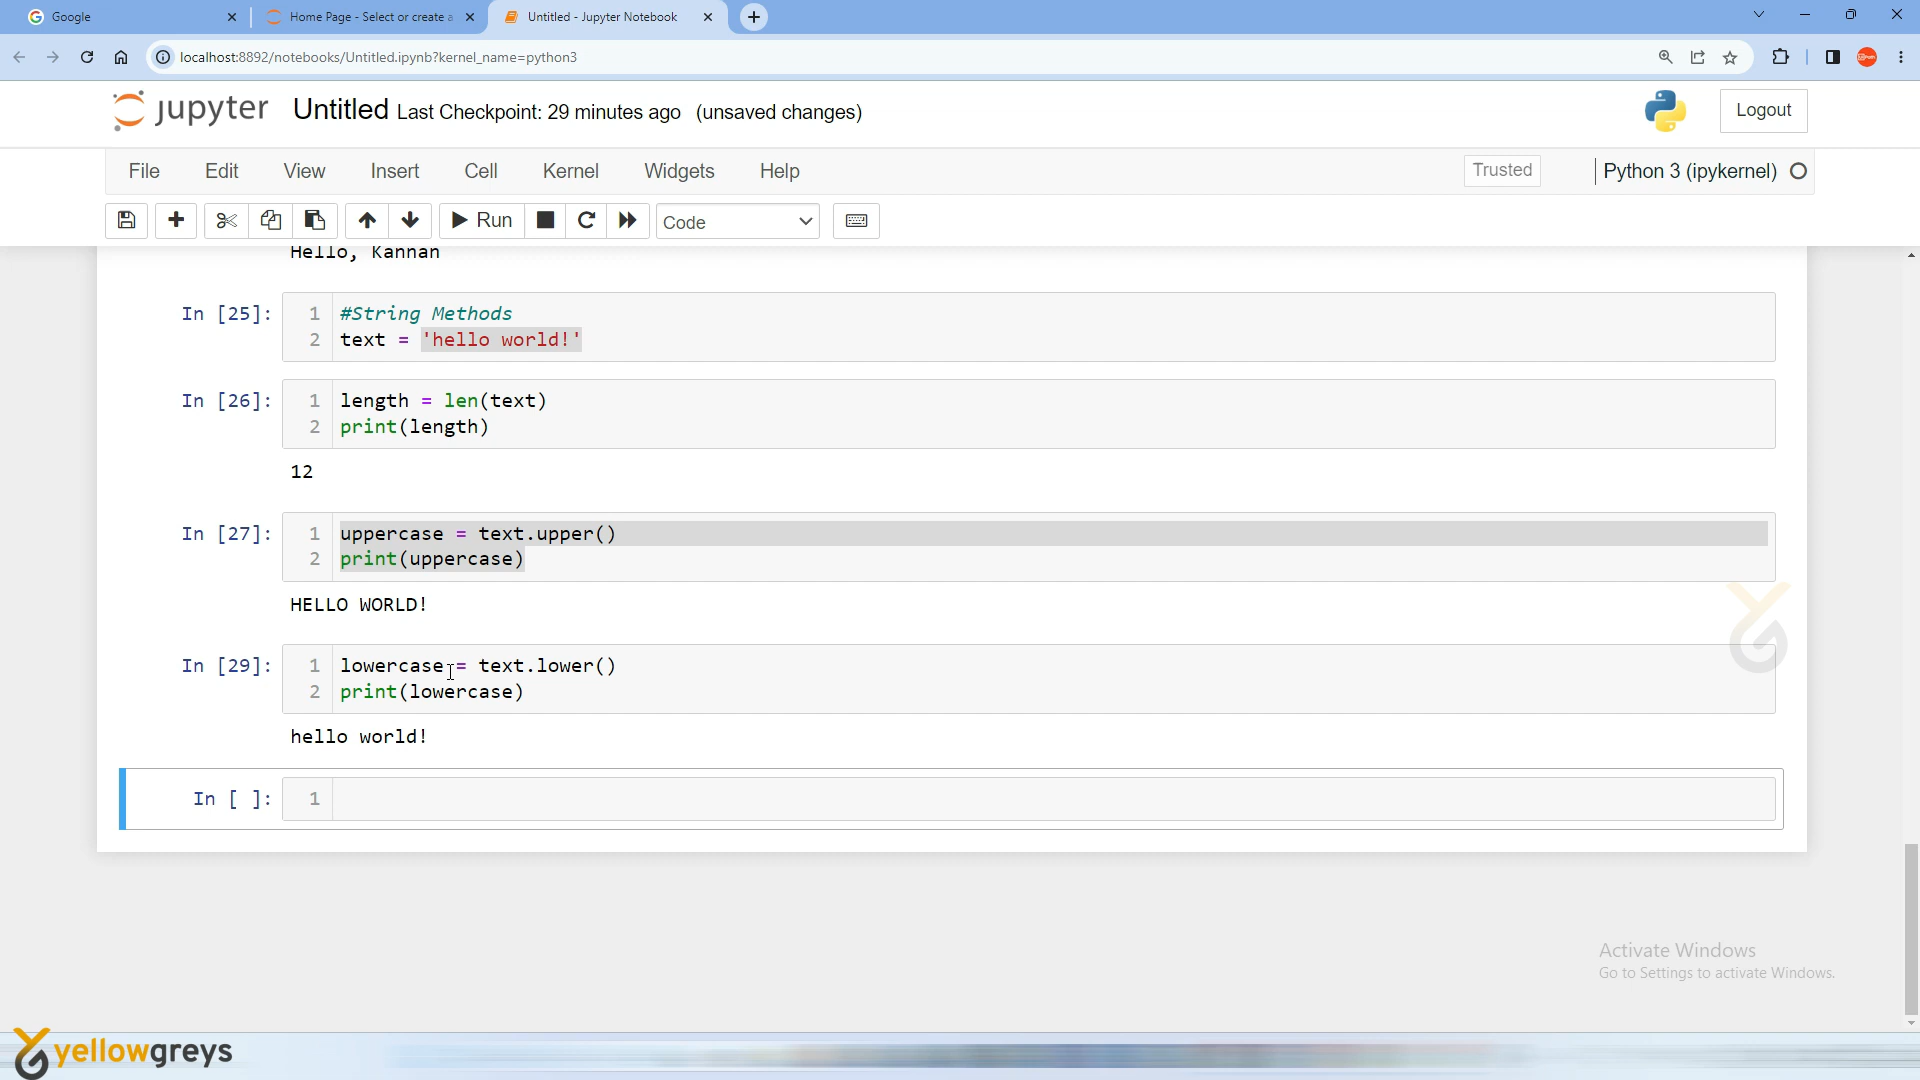 Google
Home Page - Select or create a
Untitled - Jupyter Notebook
localhost:8892/notebooks/Untitled.ipynb?kernel_name=python3
jupyter Untitled Last Checkpoint: 29 minutes ago (unsaved changes)
Logout
File Edit View Insert Cell Kernel Widgets Help
Trusted
Python 3 (ipykernel)
Run
Code
Hello, Kannan
In [25]:
1 #String Methods
2 text = 'hello world!'
In [26]:
1 length = len(text)
2 print(length)
12
In [27]:
1 uppercase = text.upper()
2 print(uppercase)
HELLO WORLD!
In [29]:
1 lowercase = text.lower()
2 print(lowercase)
hello world!
In [ ]:
1
Activate Windows
Go to Settings to activate Windows.
yellowgreys